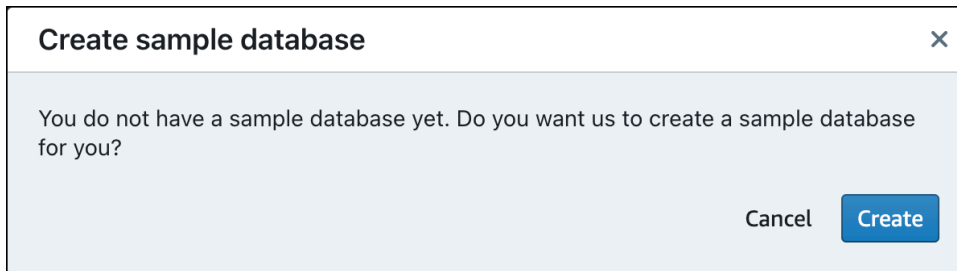 Create sample database
You do not have a sample database yet. Do you want us to create a sample database
for you?
Cancel Create